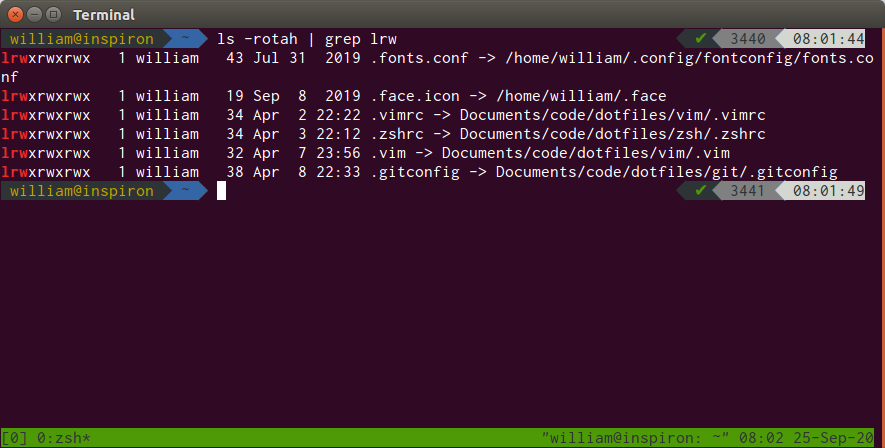 Terminal
william@inspiron ~ ls -rotah | grep lrw ✔ 3440 08:01:44
lrwxrwxrwx 1 william 43 Jul 31 2019 .fonts.conf -> /home/william/.config/fontconfig/fonts.co
nf
lrwxrwxrwx 1 william 19 Sep 8 2019 .face.icon -> /home/william/.face
lrwxrwxrwx 1 william 34 Apr 2 22:22 .vimrc -> Documents/code/dotfiles/vim/.vimrc
lrwxrwxrwx 1 william 34 Apr 3 22:12 .zshrc -> Documents/code/dotfiles/zsh/.zshrc
lrwxrwxrwx 1 william 32 Apr 7 23:56 .vim -> Documents/code/dotfiles/vim/.vim
lrwxrwxrwx 1 william 38 Apr 8 22:33 .gitconfig -> Documents/code/dotfiles/git/.gitconfig
william@inspiron ~ ✔ 3441 08:01:49
[0] 0:zsh* "william@inspiron: ~" 08:02 25-Sep-20